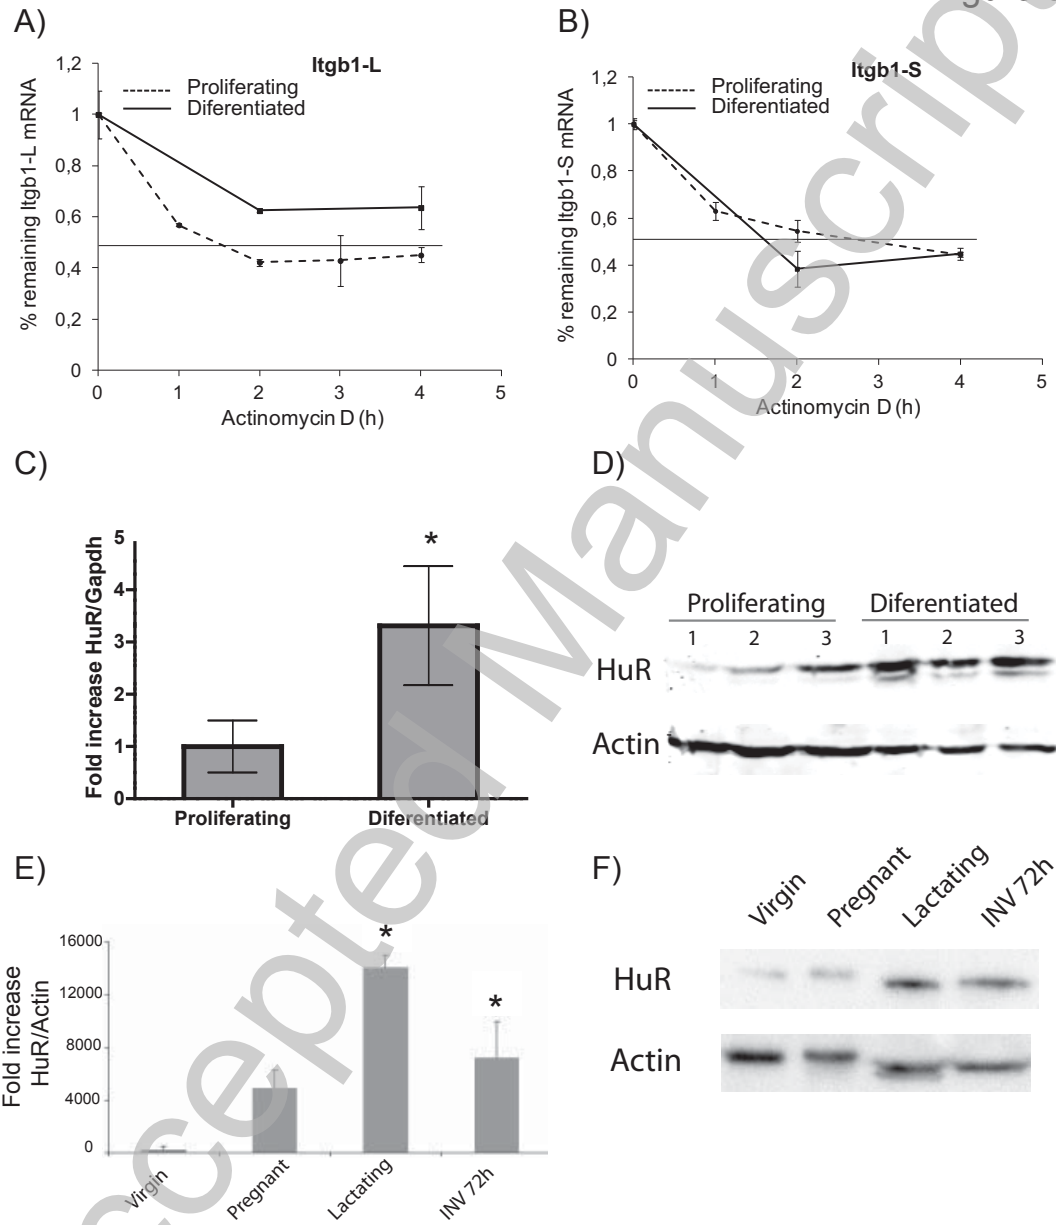 A)
Itgb1-L
Proliferating
Diferentiated
% remaining Itgb1-L mRNA
1,2
1
0,8
0,6
0,4
0,2
0
0 1 2 3 4 5
Actinomycin D (h)
B)
Itgb1-S
Proliferating
Diferentiated
% remaining Itgb1-S mRNA
1,2
1
0,8
0,6
0,4
0,2
0
0 1 2 3 4 5
Actinomycin D (h)
C)
Fold increase HuR/Gapdh
5
4
3
2
1
0
*
Proliferating Diferentiated
D)
Proliferating Diferentiated
1 2 3 1 2 3
HuR
Actin
E)
Fold increase
HuR/Actin
16000
12000
8000
4000
0
* *
Virgin Pregnant Lactating INV 72h
F)
Virgin Pregnant Lactating INV 72h
HuR
Actin
ccepted Manuscript